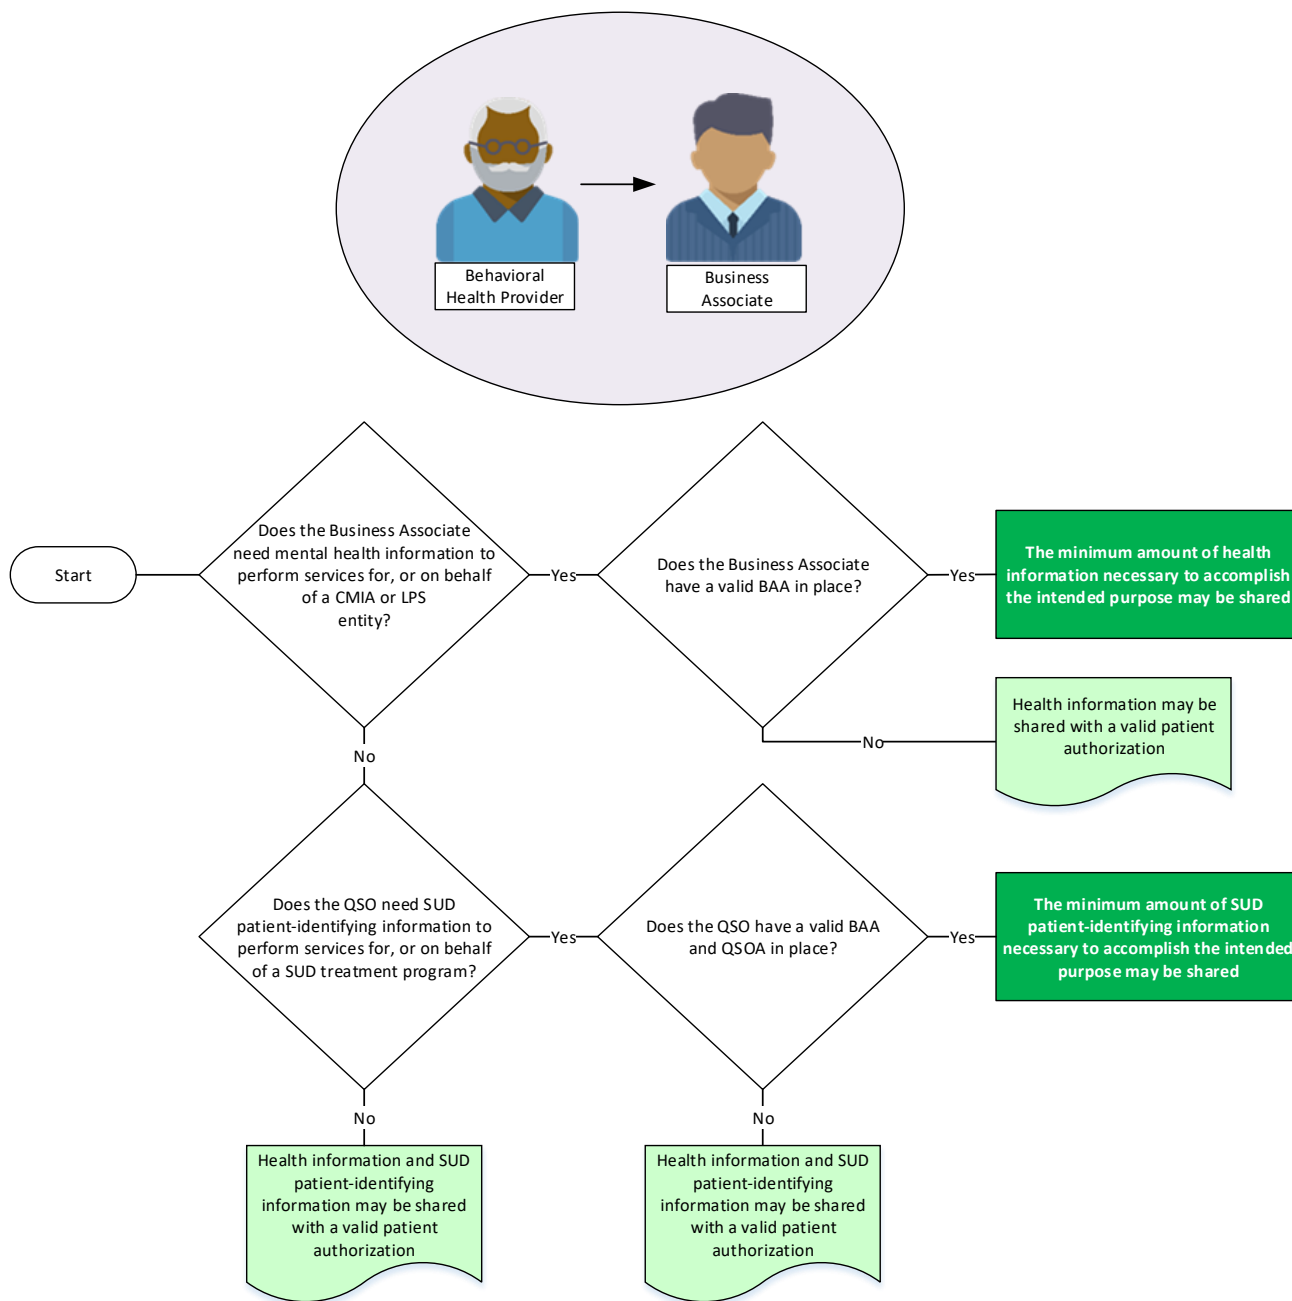 Behavioral
Health Provider
Business
Associate
Start
Does the Business Associate
need mental health information to
perform services for, or on behalf
of a CMIA or LPS
entity?
Yes
Does the Business Associate
have a valid BAA in place?
Yes
The minimum amount of health
information necessary to accomplish
the intended purpose may be shared
No
Health information may be
shared with a valid patient
authorization
No
Does the QSO need SUD
patient-identifying information to
perform services for, or on behalf
of a SUD treatment program?
Yes
Does the QSO have a valid BAA
and QSOA in place?
Yes
The minimum amount of SUD
patient-identifying information
necessary to accomplish the intended
purpose may be shared
No
Health information and SUD
patient-identifying
information may be shared
with a valid patient
authorization
No
Health information and SUD
patient-identifying
information may be shared
with a valid patient
authorization